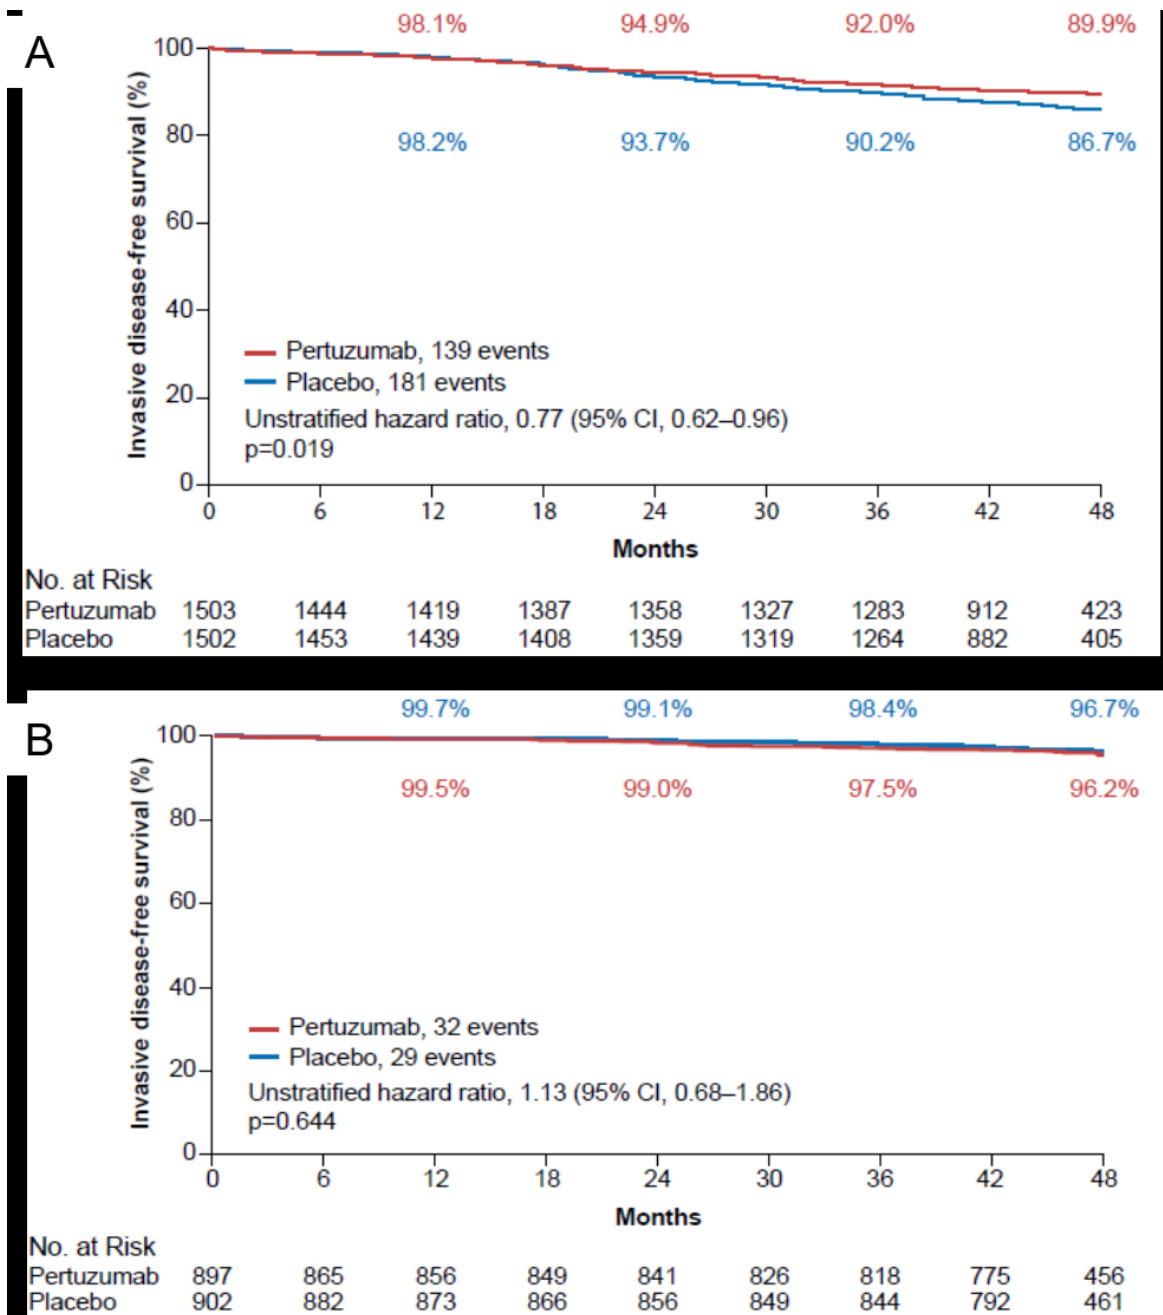 A
98.1% 94.9% 92.0% 89.9%
100
80
60
40
20
0
Invasive disease-free survival (%)
98.2% 93.7% 90.2% 86.7%
Pertuzumab, 139 events
Placebo, 181 events
Unstratified hazard ratio, 0.77 (95% CI, 0.62–0.96)
p=0.019
0 6 12 18 24 30 36 42 48
Months
No. at Risk
Pertuzumab 1503 1444 1419 1387 1358 1327 1283 912 423
Placebo 1502 1453 1439 1408 1359 1319 1264 882 405
B
99.7% 99.1% 98.4% 96.7%
100
80
60
40
20
0
Invasive disease-free survival (%)
99.5% 99.0% 97.5% 96.2%
Pertuzumab, 32 events
Placebo, 29 events
Unstratified hazard ratio, 1.13 (95% CI, 0.68–1.86)
p=0.644
0 6 12 18 24 30 36 42 48
Months
No. at Risk
Pertuzumab 897 865 856 849 841 826 818 775 456
Placebo 902 882 873 866 856 849 844 792 461